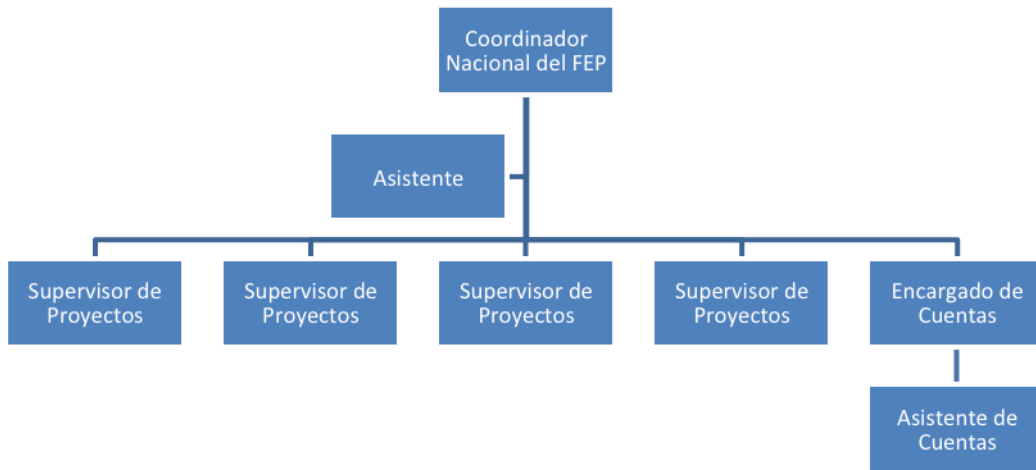 Coordinador
Nacional del FEP
Asistente
Supervisor de
Proyectos
Supervisor de
Proyectos
Supervisor de
Proyectos
Supervisor de
Proyectos
Encargado de
Cuentas
Asistente de
Cuentas